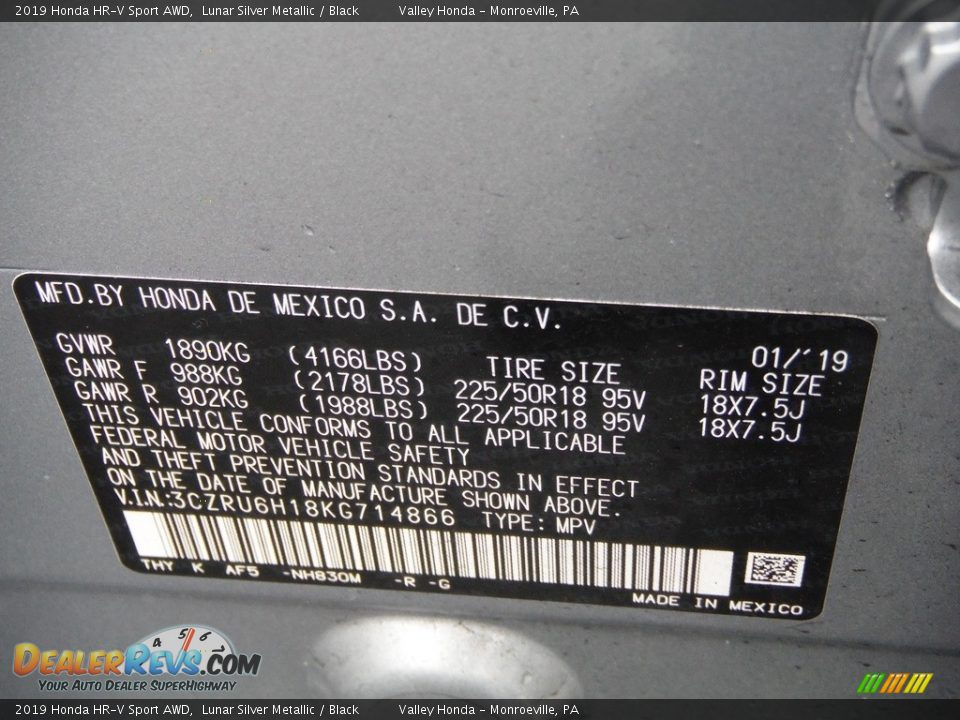 2019 Honda HR-V Sport AWD, Lunar Silver Metallic / Black Valley Honda - Monroeville, PA
MFD.BY HONDA DE MEXICO S.A. DE C.V.
01/'19
GVWR 1890KG (4166LBS) TIRE SIZE RIM SIZE
GAWR F 988KG (2178LBS) 225/50R18 95V 18X7.5J
GAWR R 902KG (1988LBS) 225/50R18 95V 18X7.5J
THIS VEHICLE CONFORMS TO ALL APPLICABLE
FEDERAL MOTOR VEHICLE SAFETY
AND THEFT PREVENTION STANDARDS IN EFFECT
ON THE DATE OF MANUFACTURE SHOWN ABOVE.
V.I.N:3CZRU6H18KG714866 TYPE: MPV
THY K AF5 -NH830M -R -G
MADE IN MEXICO
4 5 6
DEALERREVS.COM
YOUR AUTO DEALER SUPERHIGHWAY
2019 Honda HR-V Sport AWD, Lunar Silver Metallic / Black Valley Honda - Monroeville, PA